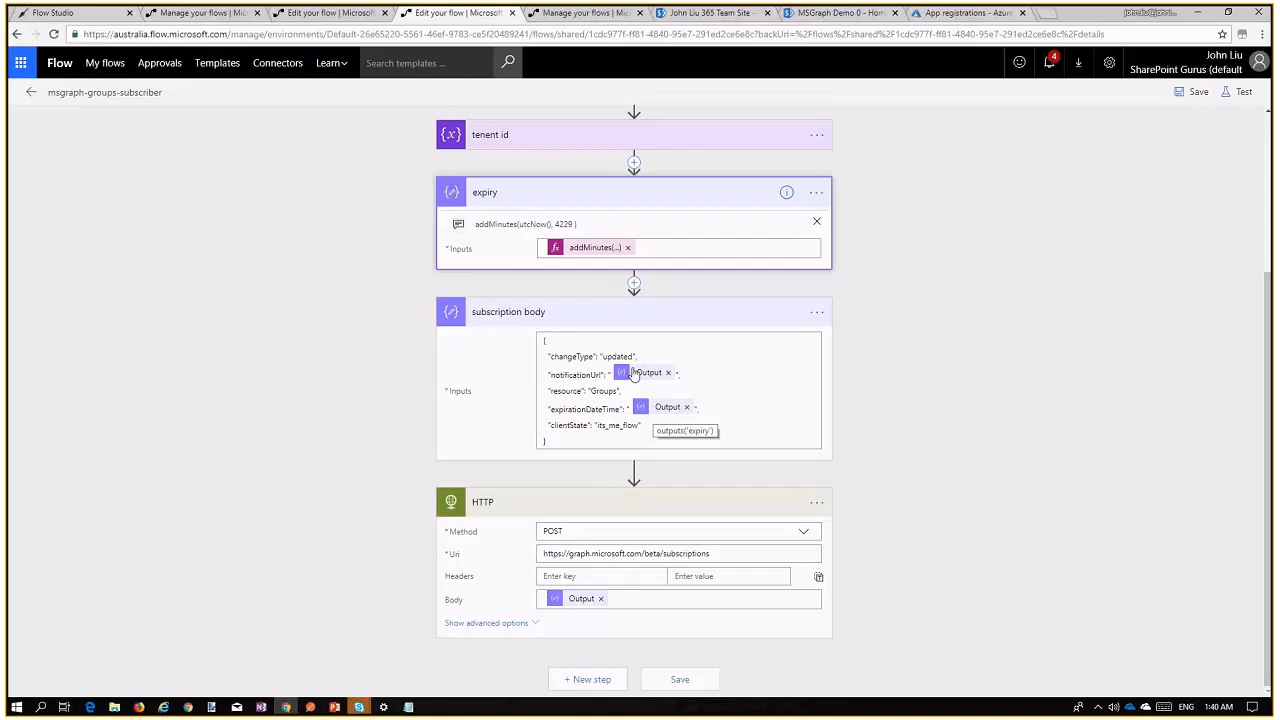 Flow Studio
Manage your flows | Microsoft
Edit your flow | Microsoft
Edit your flow | Microsoft
Manage your flows | Microsoft
John Liu 365 Team Site -
MSGraph Demo 0 - Hom
App registrations - Azure
https://australia.flow.microsoft.com/manage/environments/Default-26e65220-5561-46ef-9783-ce5f20489241/flows/shared/1cdc977f-ff81-4840-95e7-291ed2ce6e8c?backUrl=%2Fflows%2Fshared%2F1cdc977f-ff81-4840-95e7-291ed2ce6e8c%2Fdetails
Flow
My flows
Approvals
Templates
Connectors
Learn
Search templates ...
4
John Liu
SharePoint Gurus (default)
msgraph-groups-subscriber
Save
Test
{x}
tenent id
...
expiry
...
addMinutes(utcNow(), 4229 )
* Inputs
fx addMinutes(...) ×
subscription body
...
* Inputs
{
"changeType": "updated",
"notificationUrl": " Output × ",
"resource": "Groups",
"expirationDateTime": " Output × ",
"clientState": "its_me_flow"
}
outputs('expiry')
HTTP
...
* Method
POST
* Uri
https://graph.microsoft.com/beta/subscriptions
Headers
Enter key
Enter value
Body
Output ×
Show advanced options
+ New step
Save
ENG
1:40 AM